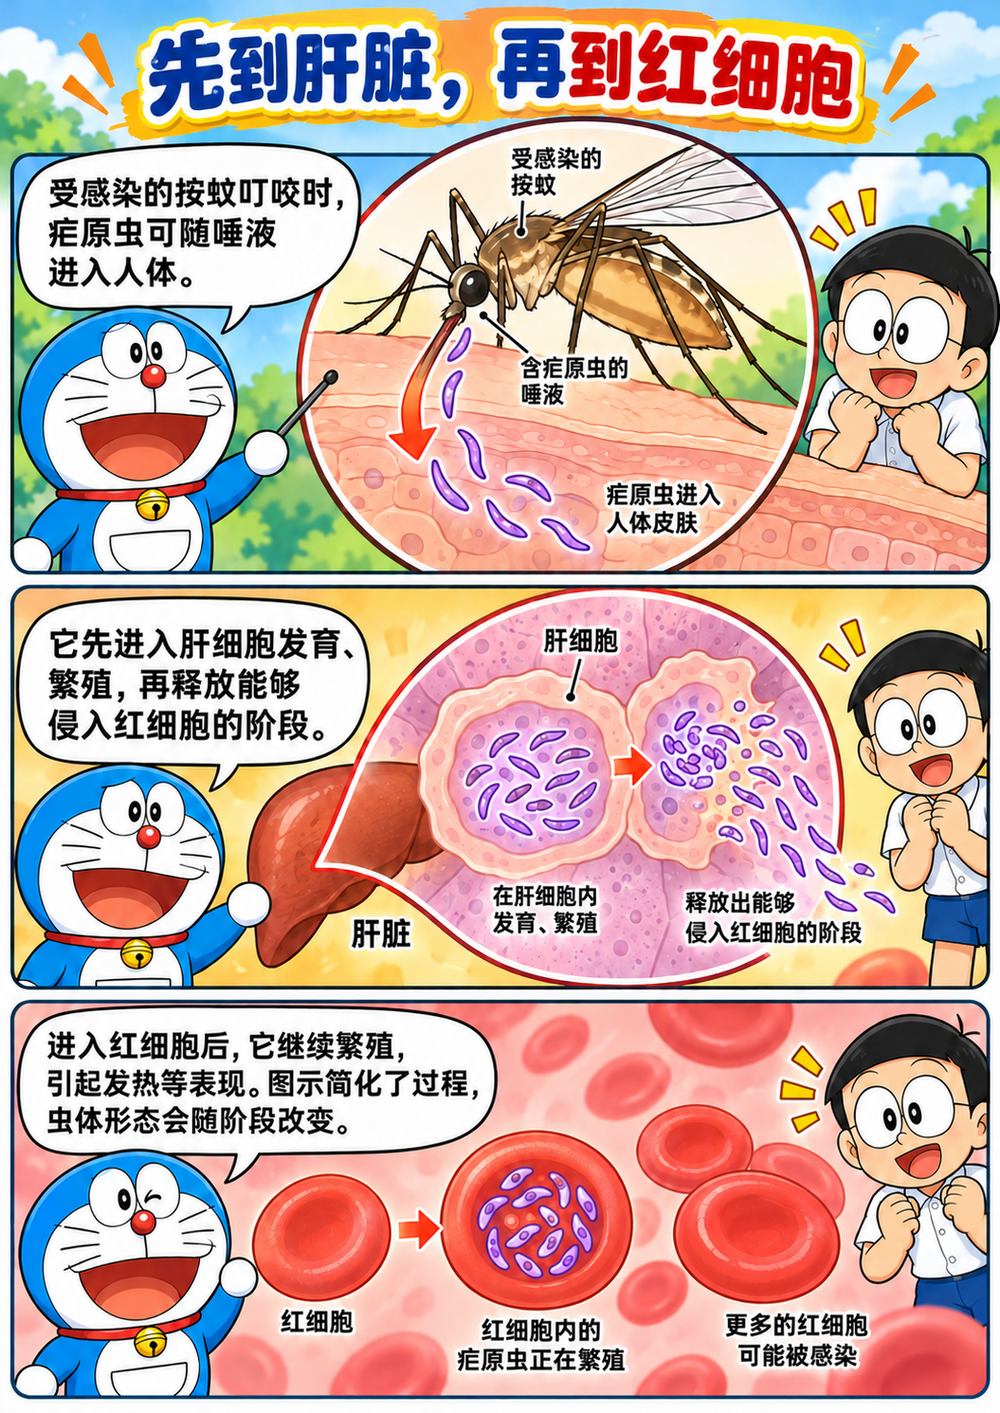 先到肝脏，再到红细胞
受感染的按蚊叮咬时，
疟原虫可随唾液
进入人体。
受感染的
按蚊
含疟原虫的
唾液
疟原虫进入
人体皮肤
它先进入肝细胞发育、
繁殖，再释放能够
侵入红细胞的阶段。
肝细胞
肝脏
在肝细胞内
发育、繁殖
释放出能够
侵入红细胞的阶段
进入红细胞后，它继续繁殖，
引起发热等表现。图示简化了过程，
虫体形态会随阶段改变。
红细胞
红细胞内的
疟原虫正在繁殖
更多的红细胞
可能被感染